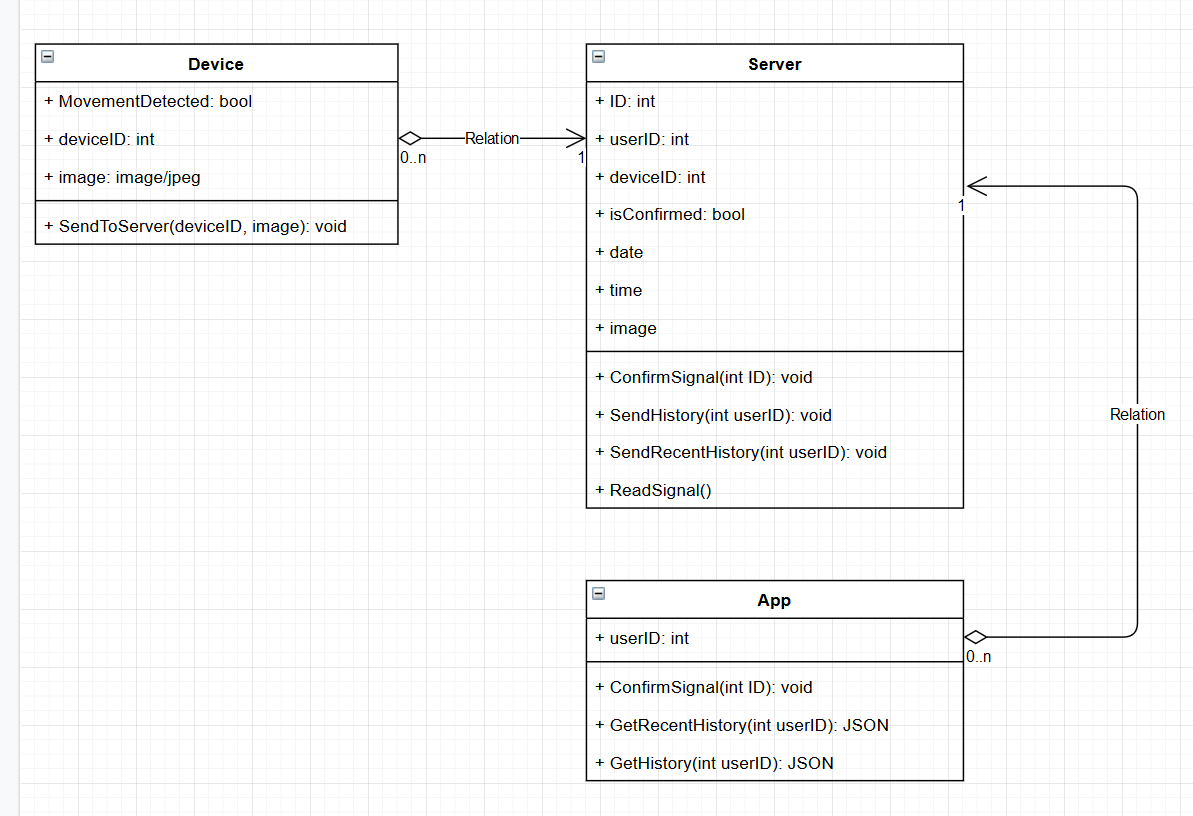 Device
+ MovementDetected: bool
+ deviceID: int
+ image: image/jpeg
+ SendToServer(deviceID, image): void
0..n
Relation
1
Server
+ ID: int
+ userID: int
+ deviceID: int
+ isConfirmed: bool
+ date
+ time
+ image
+ ConfirmSignal(int ID): void
+ SendHistory(int userID): void
+ SendRecentHistory(int userID): void
+ ReadSignal()
1
Relation
App
+ userID: int
0..n
+ ConfirmSignal(int ID): void
+ GetRecentHistory(int userID): JSON
+ GetHistory(int userID): JSON